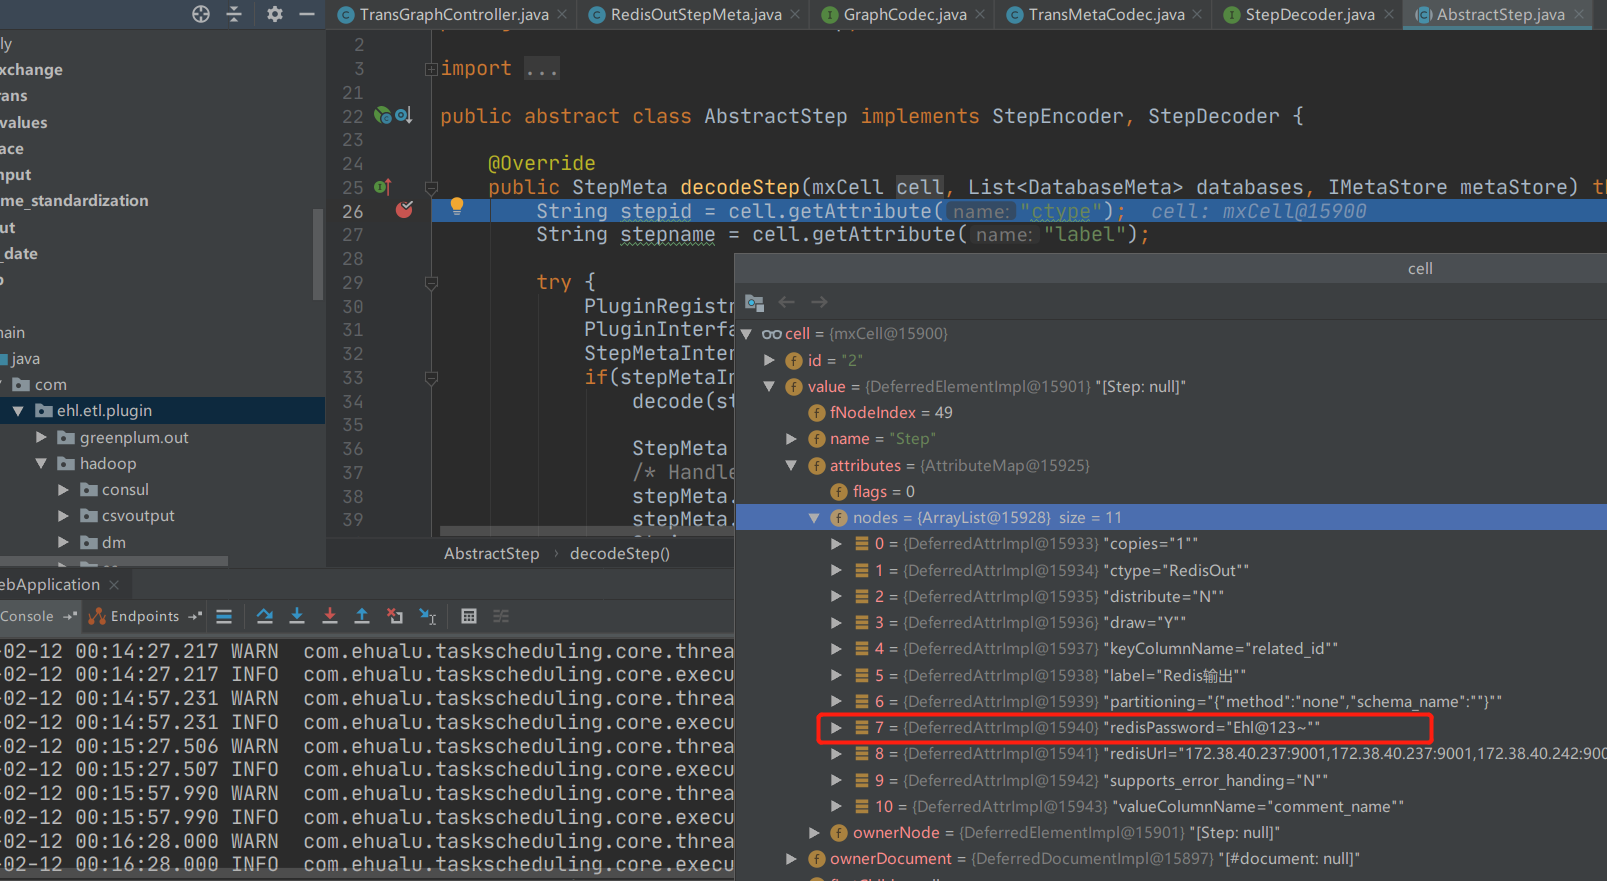 TransGraphController.java
RedisOutStepMeta.java
GraphCodec.java
TransMetaCodec.java
StepDecoder.java
AbstractStep.java
ly
xchange
rans
values
ace
nput
me_standardization
ut
_date
ain
java
com
ehl.etl.plugin
greenplum.out
hadoop
consul
csvoutput
dm
2
3 import ...
21
22 public abstract class AbstractStep implements StepEncoder, StepDecoder {
23
24 @Override
25 public StepMeta decodeStep(mxCell cell, List<DatabaseMeta> databases, IMetaStore metaStore) th
26 String stepid = cell.getAttribute( name: "ctype"); cell: mxCell@15900
27 String stepname = cell.getAttribute( name: "label");
28
29 try {
30 PluginRegistr
31 PluginInterfa
32 StepMetaInter
33 if(stepMetaIn
34 decode(st
35
36 StepMeta
37 /* Handle
38 stepMeta.
39 stepMeta.
AbstractStep › decodeStep()
cell
cell = {mxCell@15900}
id = "2"
value = {DeferredElementImpl@15901} "[Step: null]"
fNodeIndex = 49
name = "Step"
attributes = {AttributeMap@15925}
flags = 0
nodes = {ArrayList@15928} size = 11
0 = {DeferredAttrImpl@15933} "copies="1""
1 = {DeferredAttrImpl@15934} "ctype="RedisOut""
2 = {DeferredAttrImpl@15935} "distribute="N""
3 = {DeferredAttrImpl@15936} "draw="Y""
4 = {DeferredAttrImpl@15937} "keyColumnName="related_id""
5 = {DeferredAttrImpl@15938} "label="Redis输出""
6 = {DeferredAttrImpl@15939} "partitioning="{"method":"none","schema_name":""}""
7 = {DeferredAttrImpl@15940} "redisPassword="Ehl@123~""
8 = {DeferredAttrImpl@15941} "redisUrl="172.38.40.237:9001,172.38.40.237:9001,172.38.40.242:900
9 = {DeferredAttrImpl@15942} "supports_error_handing="N""
10 = {DeferredAttrImpl@15943} "valueColumnName="comment_name""
ownerNode = {DeferredElementImpl@15901} "[Step: null]"
ownerDocument = {DeferredDocumentImpl@15897} "[#document: null]"
ebApplication
Console
Endpoints
-02-12 00:14:27.217 WARN com.ehualu.taskscheduling.core.threa
-02-12 00:14:27.217 INFO com.ehualu.taskscheduling.core.execu
-02-12 00:14:57.231 WARN com.ehualu.taskscheduling.core.threa
-02-12 00:14:57.231 INFO com.ehualu.taskscheduling.core.execu
-02-12 00:15:27.506 WARN com.ehualu.taskscheduling.core.threa
-02-12 00:15:27.507 INFO com.ehualu.taskscheduling.core.execu
-02-12 00:15:57.990 WARN com.ehualu.taskscheduling.core.threa
-02-12 00:15:57.990 INFO com.ehualu.taskscheduling.core.execu
-02-12 00:16:28.000 WARN com.ehualu.taskscheduling.core.threa
-02-12 00:16:28.000 INFO com.ehualu.taskscheduling.core.execu